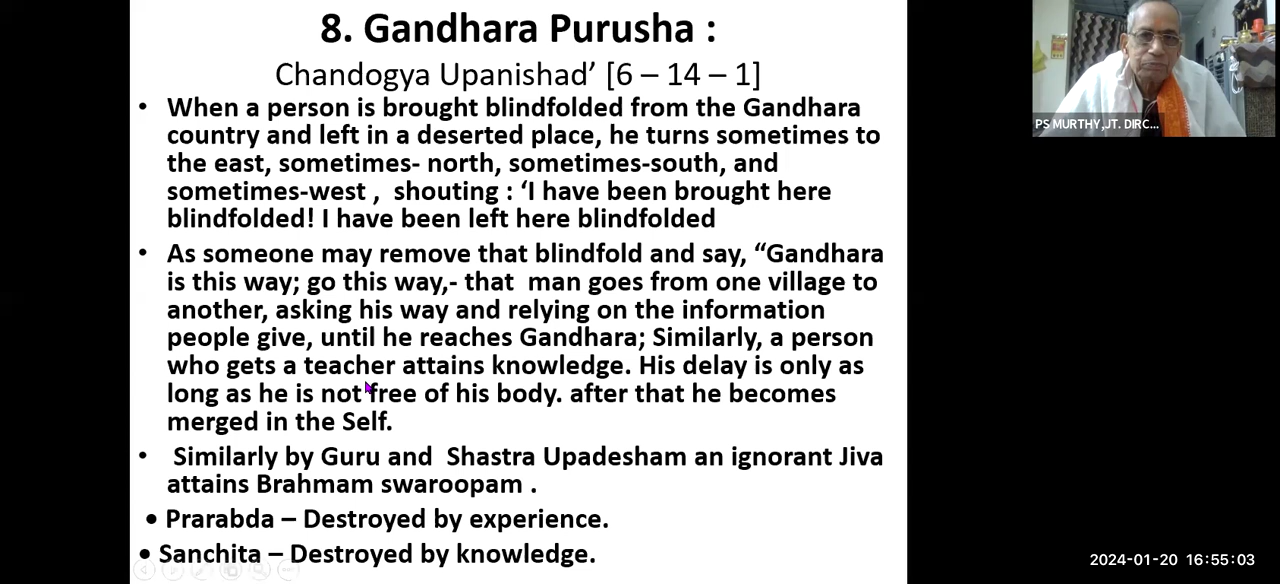 8. Gandhara Purusha :
Chandogya Upanishad’ [6 – 14 – 1]
• When a person is brought blindfolded from the Gandhara
country and left in a deserted place, he turns sometimes to
the east, sometimes- north, sometimes-south, and
sometimes-west , shouting : ‘I have been brought here
blindfolded! I have been left here blindfolded
• As someone may remove that blindfold and say, “Gandhara
is this way; go this way,- that man goes from one village to
another, asking his way and relying on the information
people give, until he reaches Gandhara; Similarly, a person
who gets a teacher attains knowledge. His delay is only as
long as he is not free of his body. after that he becomes
merged in the Self.
• Similarly by Guru and Shastra Upadesham an ignorant Jiva
attains Brahmam swaroopam .
• Prarabda – Destroyed by experience.
• Sanchita – Destroyed by knowledge.
PS MURTHY,JT. DIRC...
2024-01-20 16:55:03